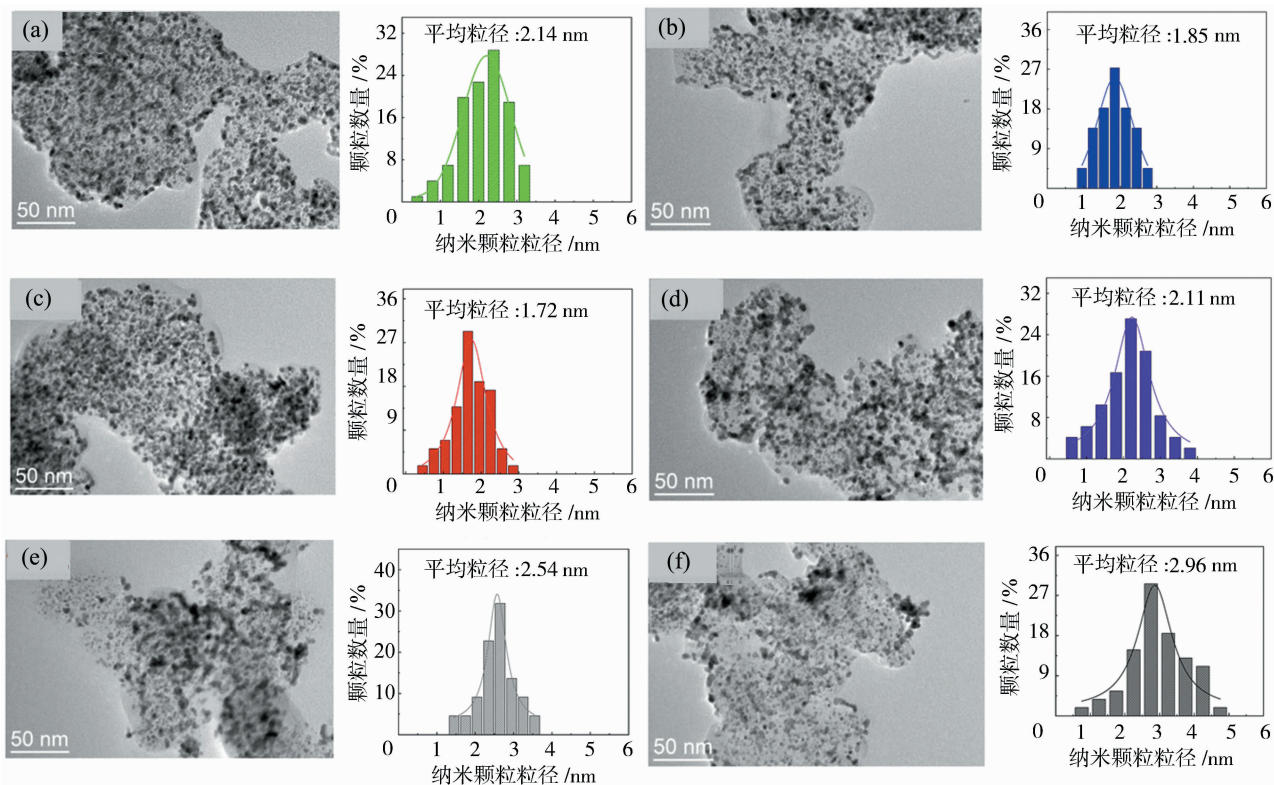 (a)
50 nm
平均粒径:2.14 nm
颗粒数量/%
32
24
16
8
0 1 2 3 4 5 6
纳米颗粒粒径/nm
(b)
50 nm
平均粒径:1.85 nm
颗粒数量/%
36
27
18
9
0 1 2 3 4 5 6
纳米颗粒粒径/nm
(c)
50 nm
平均粒径:1.72 nm
颗粒数量/%
36
27
18
9
0 1 2 3 4 5 6
纳米颗粒粒径/nm
(d)
50 nm
平均粒径:2.11 nm
颗粒数量/%
32
24
16
8
0 1 2 3 4 5 6
纳米颗粒粒径/nm
(e)
50 nm
平均粒径:2.54 nm
颗粒数量/%
40
30
20
10
0 1 2 3 4 5 6
纳米颗粒粒径/nm
(f)
50 nm
平均粒径:2.96 nm
颗粒数量/%
36
27
18
9
0 1 2 3 4 5 6
纳米颗粒粒径/nm